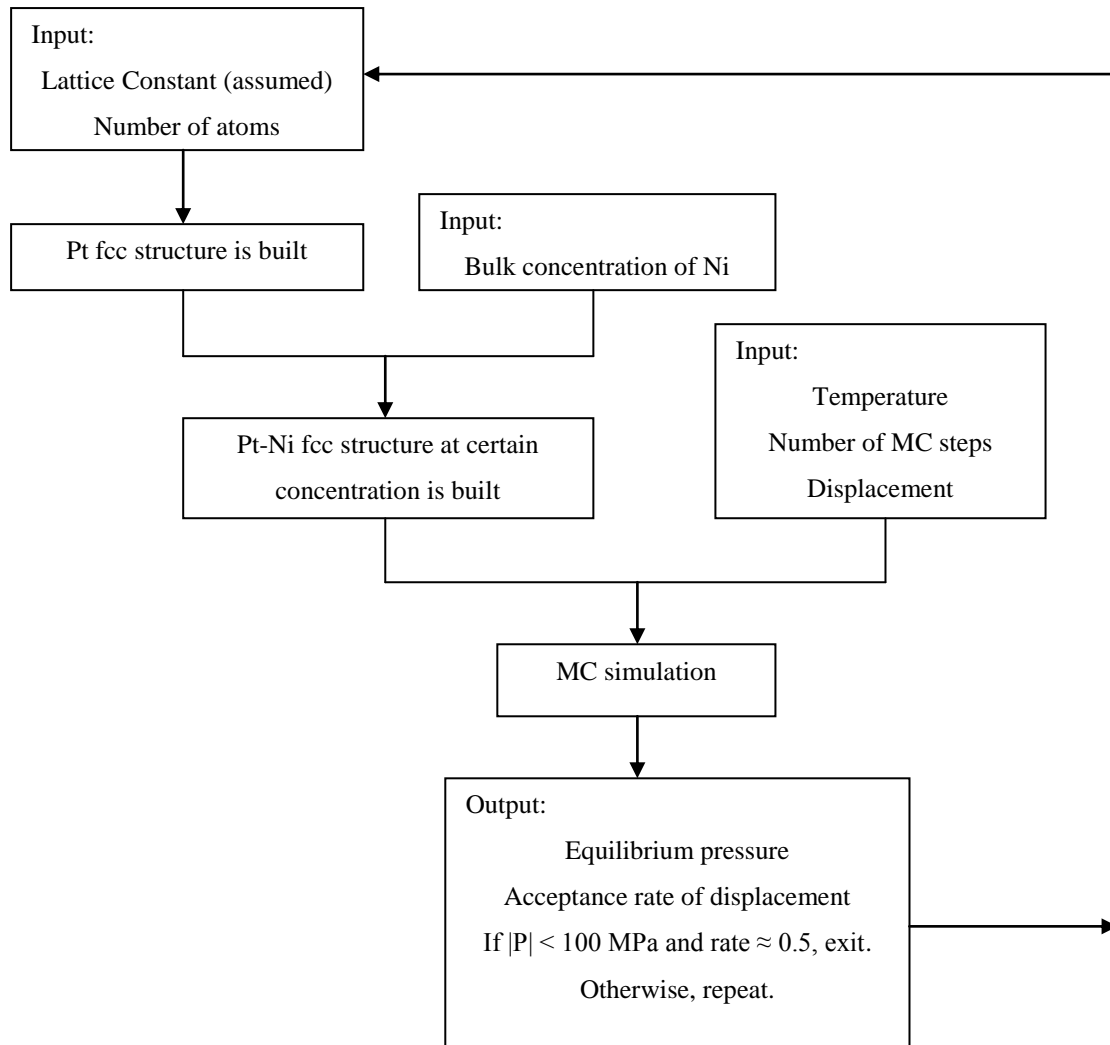 Input:
Lattice Constant (assumed)
Number of atoms
Pt fcc structure is built
Input:
Bulk concentration of Ni
Input:
Temperature
Number of MC steps
Displacement
Pt-Ni fcc structure at certain
concentration is built
MC simulation
Output:
Equilibrium pressure
Acceptance rate of displacement
If |P| < 100 MPa and rate ≈ 0.5, exit.
Otherwise, repeat.